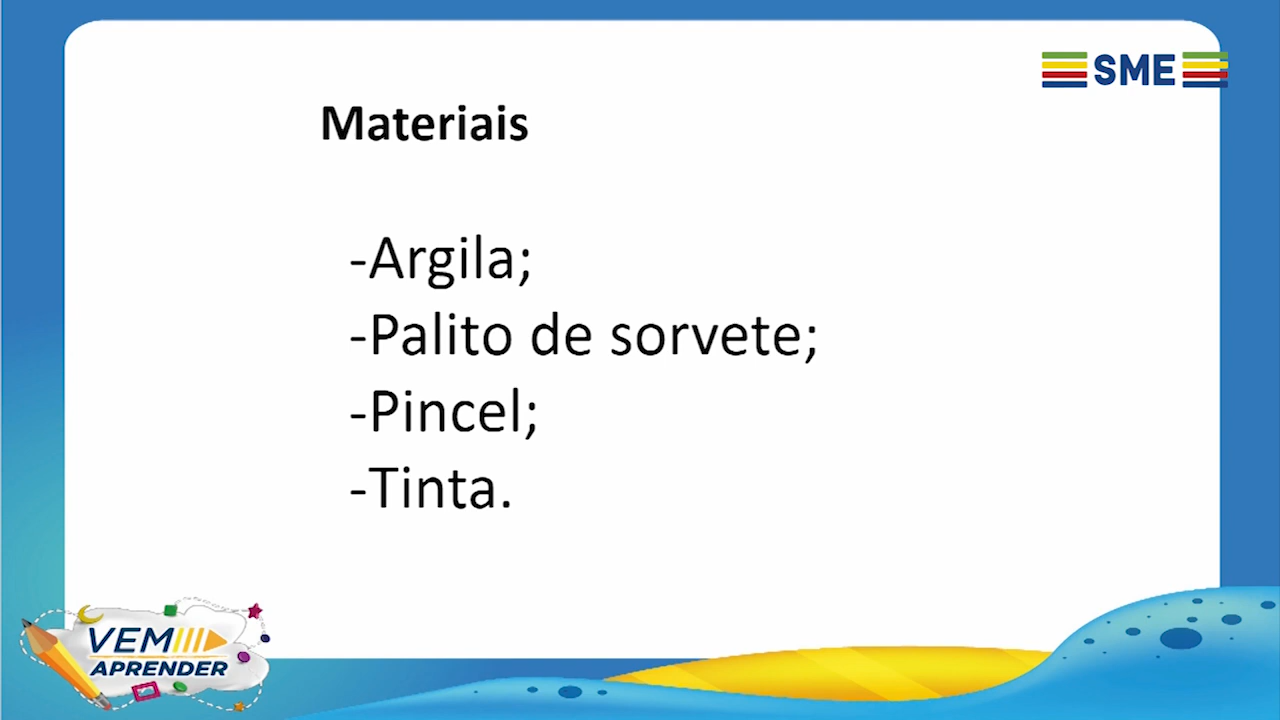 SME
Materiais
-Argila;
-Palito de sorvete;
-Pincel;
-Tinta.
VEM
APRENDER